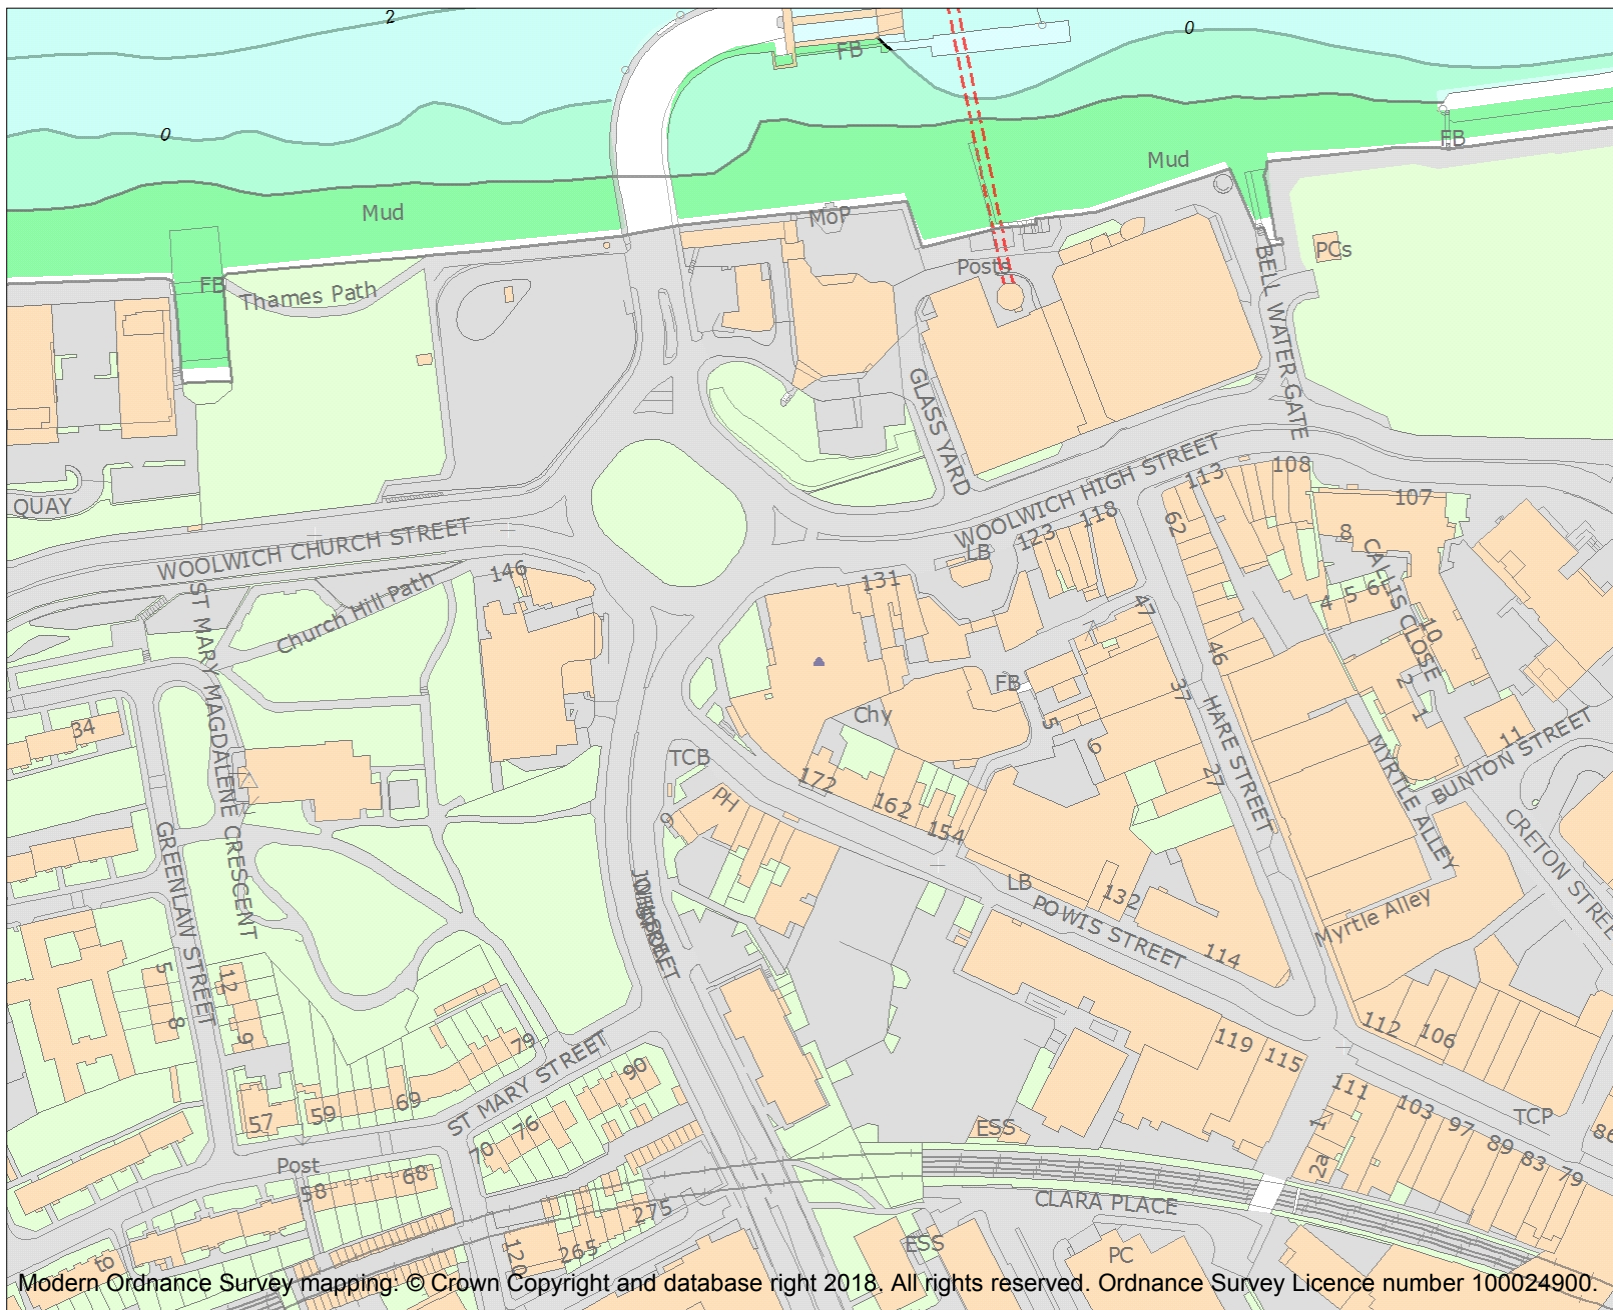 2
0
FB
0
FB
Mud
Mud
MoP
PCs
BELL WATER GATE
Posts
FB
Thames Path
GLASS YARD
WOOLWICH HIGH STREET
113
108
107
QUAY
WOOLWICH CHURCH STREET
118
123
LB
62
8
CALLIS CLOSE
146
131
6
5
4
47
Church Hill Path
ST MARY MAGDALENE CRESCENT
10
46
FB
37
2
1
HARE STREET
Chy
5
6
34
11
BUNTON STREET
TCB
172
27
MYRTLE ALLEY
PH
162
9
154
CRETON STREE
GREENLAW STREET
LB
132
POWIS STREET
Myrtle Alley
114
5
12
8
9
112
106
79
119
115
ST MARY STREET
90
111
103
69
59
57
76
ESS
1
97
TCP
89
86
70
83
Post
2a
79
68
58
CLARA PLACE
275
120
265
ESS
PC
to
Modern Ordnance Survey mapping: © Crown Copyright and database right 2018. All rights reserved. Ordnance Survey Licence number 100024900.